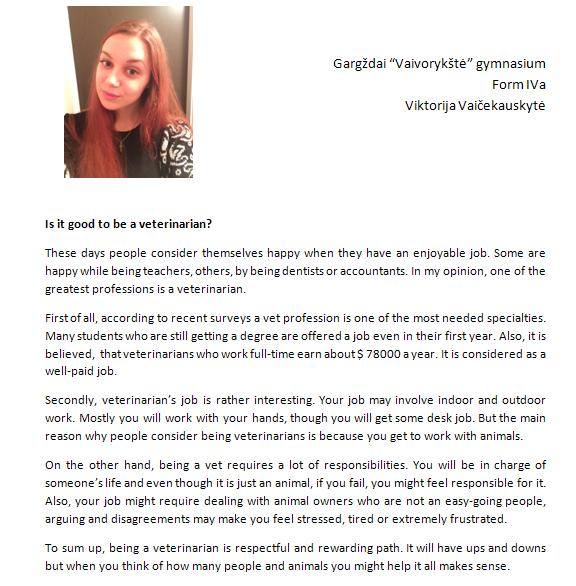 Gargždai “Vaivorykštė” gymnasium
Form IVa
Viktorija Vaičekauskytė
Is it good to be a veterinarian?
These days people consider themselves happy when they have an enjoyable job. Some are
happy while being teachers, others, by being dentists or accountants. In my opinion, one of the
greatest professions is a veterinarian.
First of all, according to recent surveys a vet profession is one of the most needed specialties.
Many students who are still getting a degree are offered a job even in their first year. Also, it is
believed, that veterinarians who work full-time earn about $ 78000 a year. It is considered as a
well-paid job.
Secondly, veterinarian’s job is rather interesting. Your job may involve indoor and outdoor
work. Mostly you will work with your hands, though you will get some desk job. But the main
reason why people consider being veterinarians is because you get to work with animals.
On the other hand, being a vet requires a lot of responsibilities. You will be in charge of
someone’s life and even though it is just an animal, if you fail, you might feel responsible for it.
Also, your job might require dealing with animal owners who are not an easy-going people,
arguing and disagreements may make you feel stressed, tired or extremely frustrated.
To sum up, being a veterinarian is respectful and rewarding path. It will have ups and downs
but when you think of how many people and animals you might help it all makes sense.